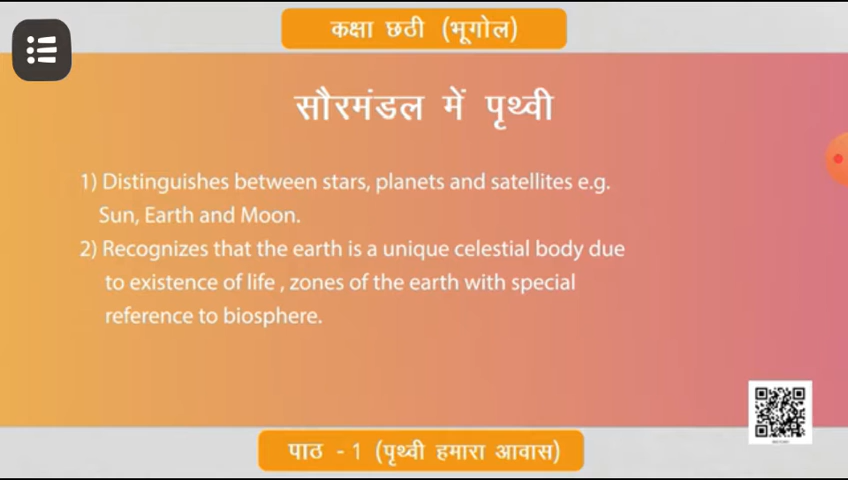 कक्षा छठी (भूगोल)
सौरमंडल में पृथ्वी
1) Distinguishes between stars, planets and satellites e.g.
Sun, Earth and Moon.
2) Recognizes that the earth is a unique celestial body due
to existence of life , zones of the earth with special
reference to biosphere.
पाठ - 1 (पृथ्वी हमारा आवास)